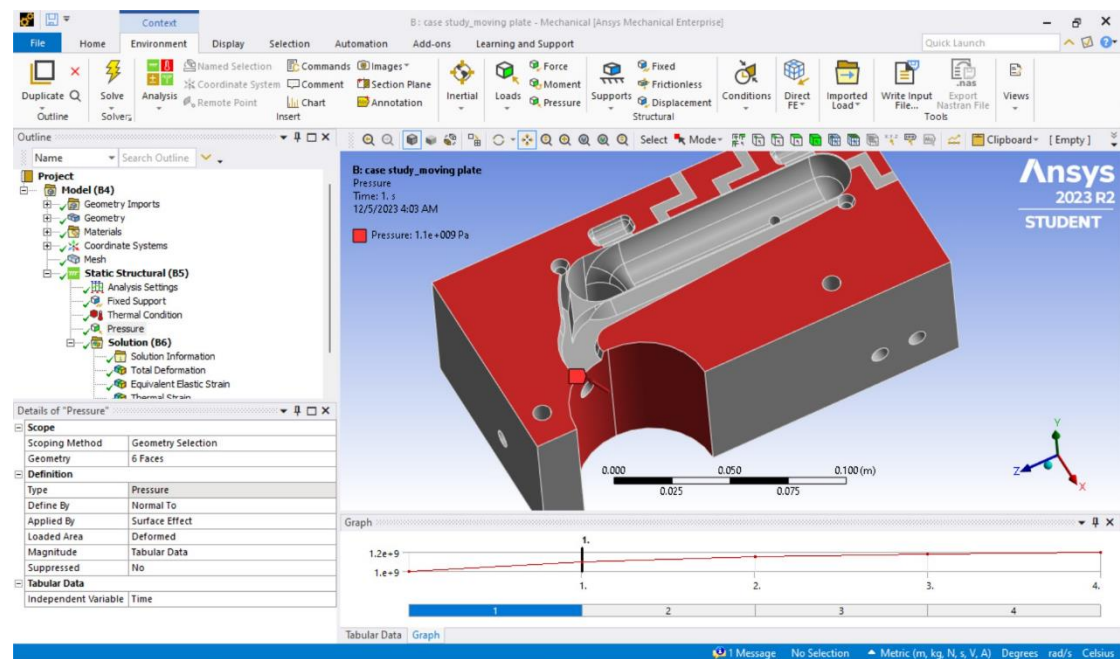 Context
B: case study_moving plate - Mechanical [Ansys Mechanical Enterprise]
File Home Environment Display Selection Automation Add-ons Learning and Support
Quick Launch
Duplicate
Outline
Solve
Solvers
Analysis
Named Selection
Coordinate System
Remote Point
Commands
Comment
Chart
Images
Section Plane
Annotation
Insert
Inertial
Loads
Force
Moment
Pressure
Supports
Fixed
Frictionless
Displacement
Structural
Conditions
Direct FE
Imported Load
Write Input File...
Export Nastran File
Tools
Views
Outline
Name Search Outline
Project
Model (B4)
Geometry Imports
Geometry
Materials
Coordinate Systems
Mesh
Static Structural (B5)
Analysis Settings
Fixed Support
Thermal Condition
Pressure
Solution (B6)
Solution Information
Total Deformation
Equivalent Elastic Strain
Thermal Strain
Select Mode Clipboard [Empty]
B: case study_moving plate
Pressure
Time: 1. s
12/5/2023 4:03 AM
Pressure: 1.1e+009 Pa
Ansys
2023 R2
STUDENT
0.000 0.050 0.100 (m)
0.025 0.075
Y
Z
X
Details of "Pressure"
Scope
Scoping Method Geometry Selection
Geometry 6 Faces
Definition
Type Pressure
Define By Normal To
Applied By Surface Effect
Loaded Area Deformed
Magnitude Tabular Data
Suppressed No
Tabular Data
Independent Variable Time
Graph
1.
1.2e+9
1.e+9
1. 2. 3. 4.
1 2 3 4
Tabular Data Graph
1 Message No Selection Metric (m, kg, N, s, V, A) Degrees rad/s Celsius